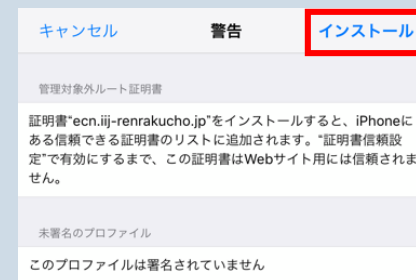 キャンセル 警告 インストール
管理対象外ルート証明書
証明書“ecn.iij-renrakucho.jp”をインストールすると、iPhoneに
ある信頼できる証明書のリストに追加されます。“証明書信頼設
定”で有効にするまで、この証明書はWebサイト用には信頼されま
せん。
未署名のプロファイル
このプロファイルは署名されていません